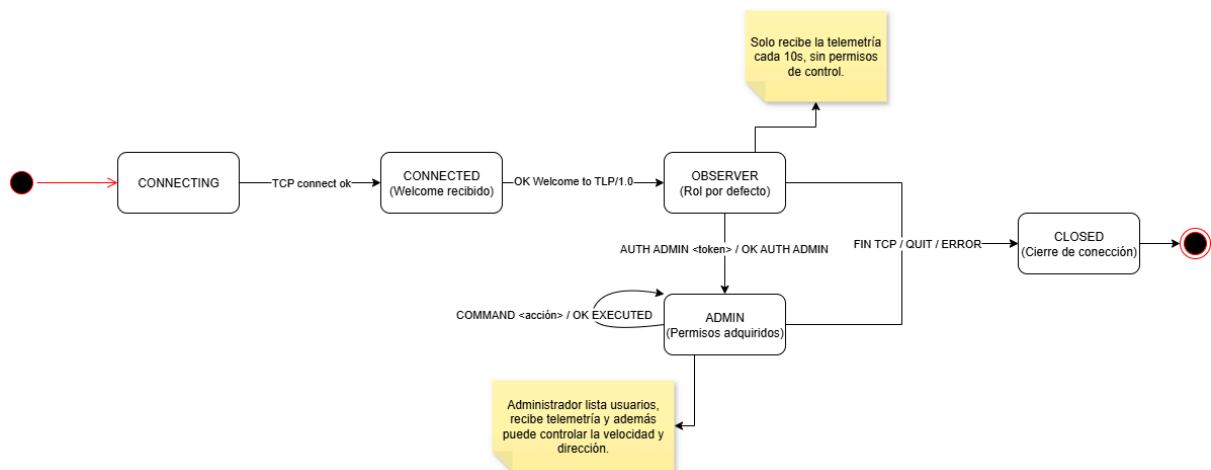 Solo recibe la telemetría
cada 10s, sin permisos
de control.
CONNECTING
TCP connect ok
CONNECTED
(Welcome recibido)
OK Welcome to TLP/1.0
OBSERVER
(Rol por defecto)
FIN TCP / QUIT / ERROR
CLOSED
(Cierre de conección)
AUTH ADMIN <token> / OK AUTH ADMIN
COMMAND <acción> / OK EXECUTED
ADMIN
(Permisos adquiridos)
Administrador lista usuarios,
recibe telemetría y además
puede controlar la velocidad y
dirección.